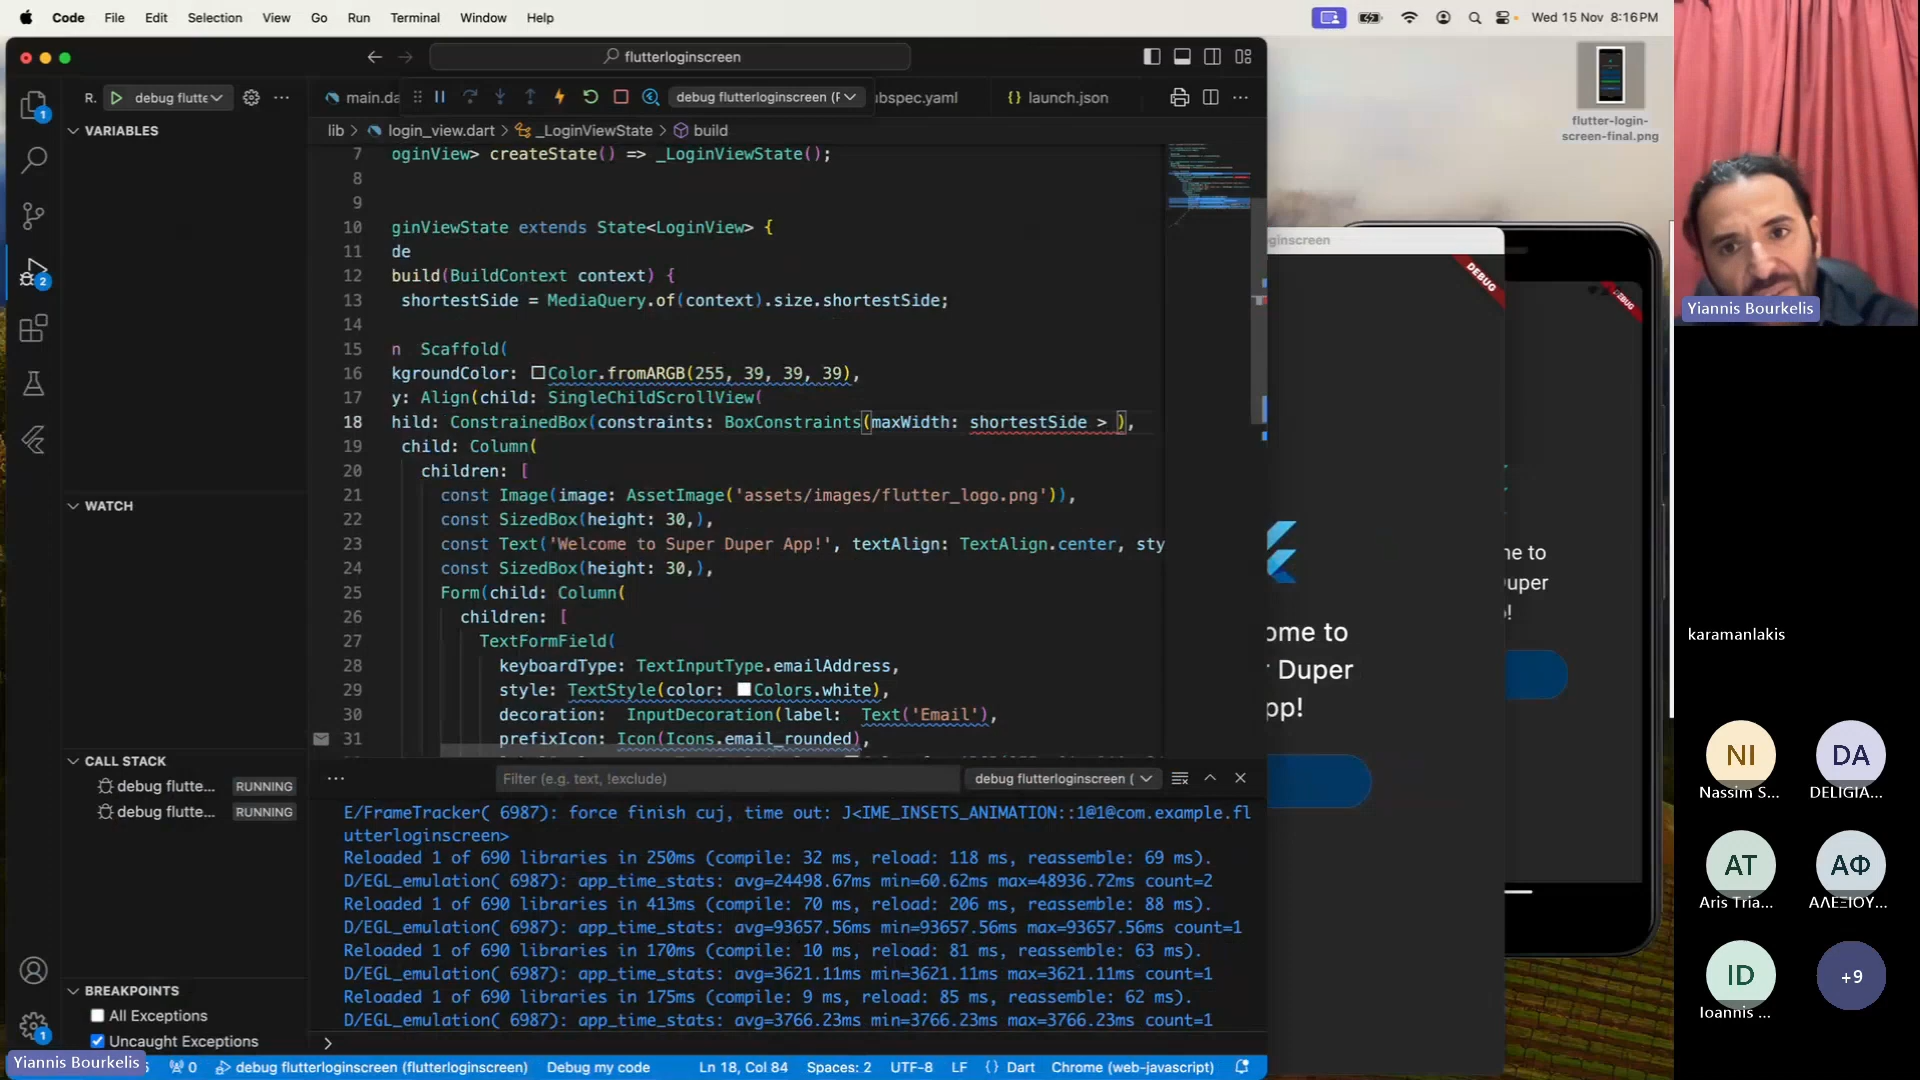 Code File Edit Selection View Go Run Terminal Window Help
Wed 15 Nov 8:16 PM
flutterloginscreen
R. debug flutte
main.da
debug flutterloginscreen (F
ubspec.yaml
{} launch.json
lib > login_view.dart > _LoginViewState > build
VARIABLES
WATCH
CALL STACK
debug flutte... RUNNING
debug flutte... RUNNING
BREAKPOINTS
All Exceptions
Uncaught Exceptions
1
2
1
7 oginView> createState() => _LoginViewState();
8
9
10 ginViewState extends State<LoginView> {
11 de
12 build(BuildContext context) {
13 shortestSide = MediaQuery.of(context).size.shortestSide;
14
15 n Scaffold(
16 kgroundColor: Color.fromARGB(255, 39, 39, 39),
17 y: Align(child: SingleChildScrollView(
18 hild: ConstrainedBox(constraints: BoxConstraints(maxWidth: shortestSide > ),
19 child: Column(
20 children: [
21 const Image(image: AssetImage('assets/images/flutter_logo.png')),
22 const SizedBox(height: 30,),
23 const Text('Welcome to Super Duper App!', textAlign: TextAlign.center, sty
24 const SizedBox(height: 30,),
25 Form(child: Column(
26 children: [
27 TextFormField(
28 keyboardType: TextInputType.emailAddress,
29 style: TextStyle(color: Colors.white),
30 decoration: InputDecoration(label: Text('Email'),
31 prefixIcon: Icon(Icons.email_rounded),
Filter (e.g. text, !exclude)
debug flutterloginscreen (
E/FrameTracker( 6987): force finish cuj, time out: J<IME_INSETS_ANIMATION::1@1@com.example.fl
utterloginscreen>
Reloaded 1 of 690 libraries in 250ms (compile: 32 ms, reload: 118 ms, reassemble: 69 ms).
D/EGL_emulation( 6987): app_time_stats: avg=24498.67ms min=60.62ms max=48936.72ms count=2
Reloaded 1 of 690 libraries in 413ms (compile: 70 ms, reload: 206 ms, reassemble: 88 ms).
D/EGL_emulation( 6987): app_time_stats: avg=93657.56ms min=93657.56ms max=93657.56ms count=1
Reloaded 1 of 690 libraries in 170ms (compile: 10 ms, reload: 81 ms, reassemble: 63 ms).
D/EGL_emulation( 6987): app_time_stats: avg=3621.11ms min=3621.11ms max=3621.11ms count=1
Reloaded 1 of 690 libraries in 175ms (compile: 9 ms, reload: 85 ms, reassemble: 62 ms).
D/EGL_emulation( 6987): app_time_stats: avg=3766.23ms min=3766.23ms max=3766.23ms count=1
>
Yiannis Bourkelis
0 debug flutterloginscreen (flutterloginscreen) Debug my code Ln 18, Col 84 Spaces: 2 UTF-8 LF {} Dart Chrome (web-javascript)
flutter-login-
screen-final.png
oginscreen
DEBUG
DEBUG
ome to
r Duper
pp!
me to
uper
!
Yiannis Bourkelis
karamanlakis
NI
Nassim S...
DA
DELIGIA...
AT
Aris Tria...
ΑΦ
ΑΛΕΞΙΟΥ...
ID
Ioannis ...
+9